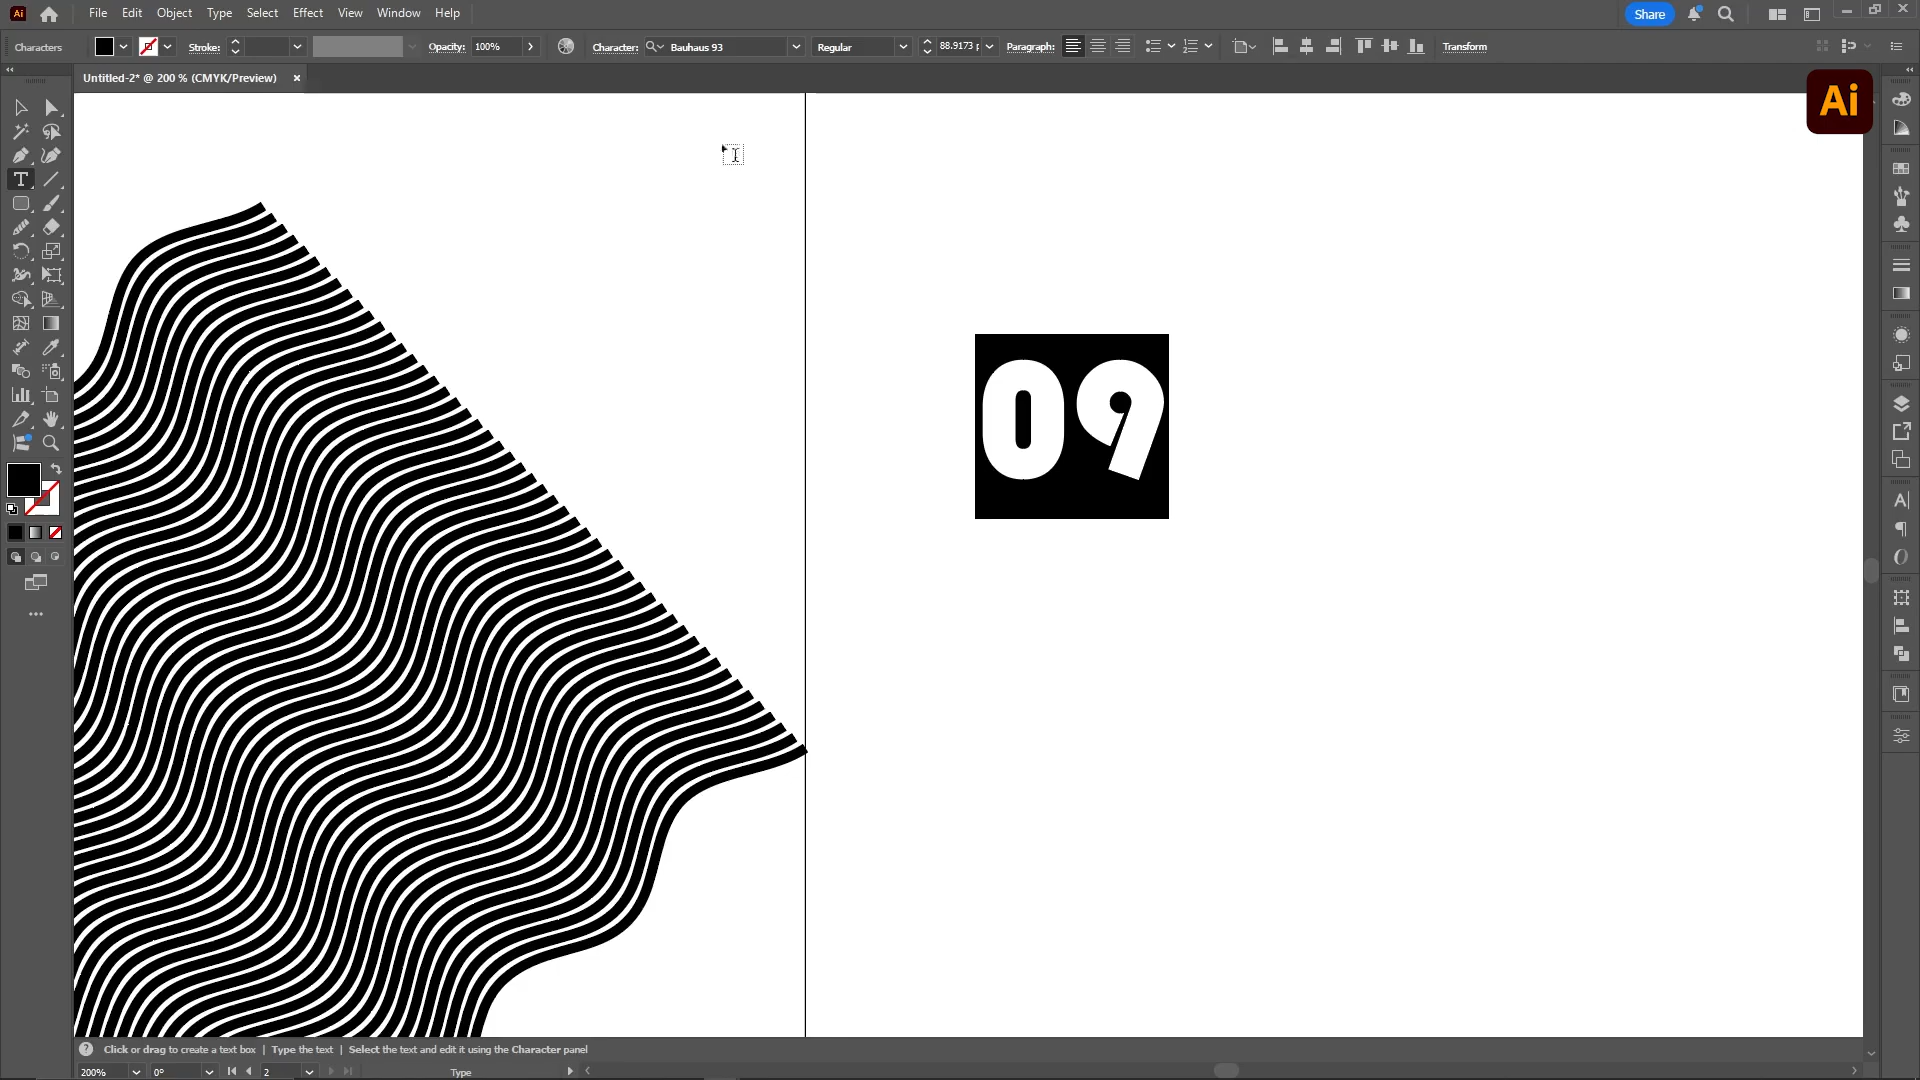 Ai
File Edit Object Type Select Effect View Window Help
Share
Characters
Stroke:
Opacity: 100%
Character: Bauhaus 93
Regular
88.9173 p
Paragraph:
Transform
Untitled-2* @ 200 % (CMYK/Preview)
Ai
09
Click or drag to create a text box | Type the text | Select the text and edit it using the Character panel
200%
0°
2
Type